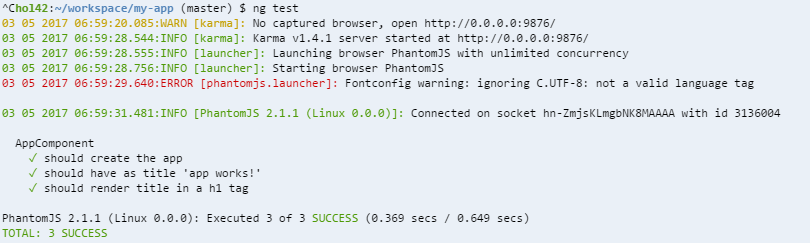 ^Chol42:~/workspace/my-app (master) $ ng test
03 05 2017 06:59:20.085:WARN [karma]: No captured browser, open http://0.0.0.0:9876/
03 05 2017 06:59:28.544:INFO [karma]: Karma v1.4.1 server started at http://0.0.0.0:9876/
03 05 2017 06:59:28.555:INFO [launcher]: Launching browser PhantomJS with unlimited concurrency
03 05 2017 06:59:28.756:INFO [launcher]: Starting browser PhantomJS
03 05 2017 06:59:29.640:ERROR [phantomjs.launcher]: Fontconfig warning: ignoring C.UTF-8: not a valid language tag
03 05 2017 06:59:31.481:INFO [PhantomJS 2.1.1 (Linux 0.0.0)]: Connected on socket hn-ZmjsKLmgbNK8MAAAA with id 3136004
AppComponent
✓ should create the app
✓ should have as title 'app works!'
✓ should render title in a h1 tag
PhantomJS 2.1.1 (Linux 0.0.0): Executed 3 of 3 SUCCESS (0.369 secs / 0.649 secs)
TOTAL: 3 SUCCESS